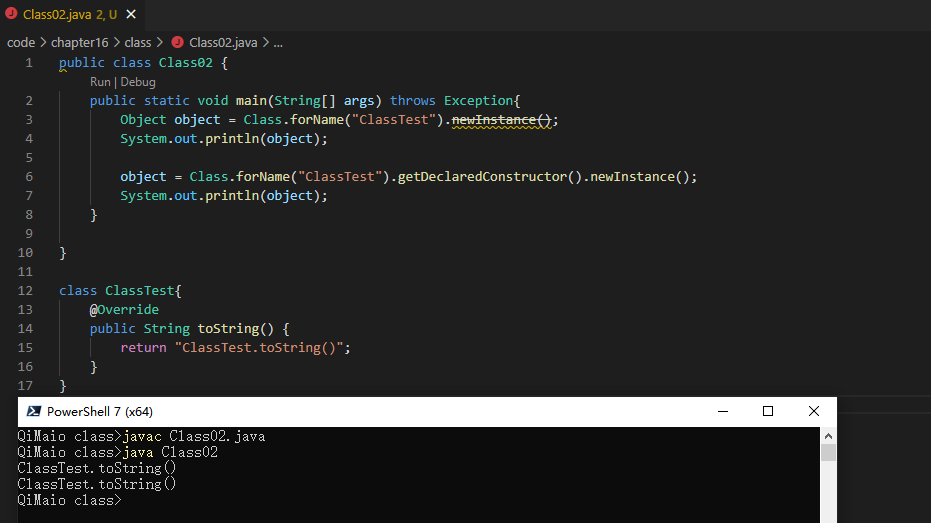 Class02.java 2, U
code > chapter16 > class > Class02.java > ...
1 public class Class02 {
Run | Debug
2 public static void main(String[] args) throws Exception{
3 Object object = Class.forName("ClassTest").newInstance();
4 System.out.println(object);
5
6 object = Class.forName("ClassTest").getDeclaredConstructor().newInstance();
7 System.out.println(object);
8 }
9
10 }
11
12 class ClassTest{
13 @Override
14 public String toString() {
15 return "ClassTest.toString()";
16 }
17 }
PowerShell 7 (x64)
QiMaio class>javac Class02.java
QiMaio class>java Class02
ClassTest.toString()
ClassTest.toString()
QiMaio class>